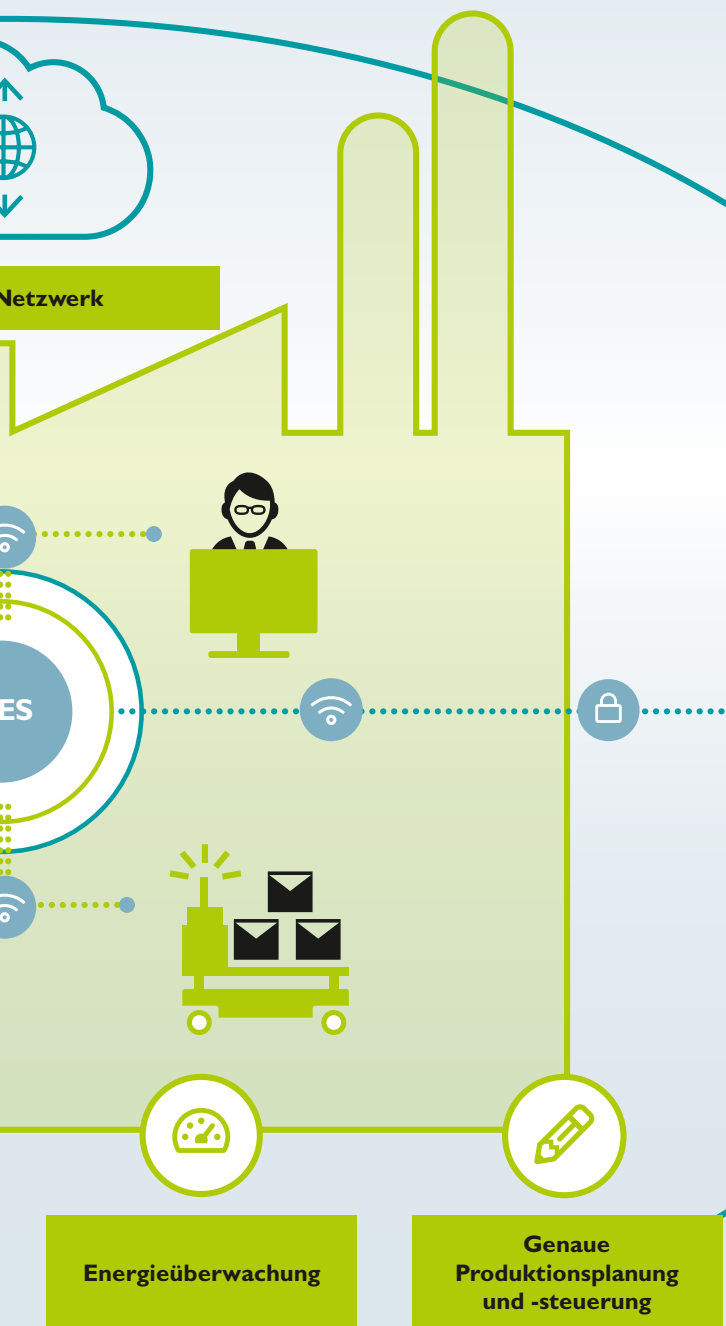 Netzwerk
ES
Energieüberwachung
Genaue
Produktionsplanung
und -steuerung